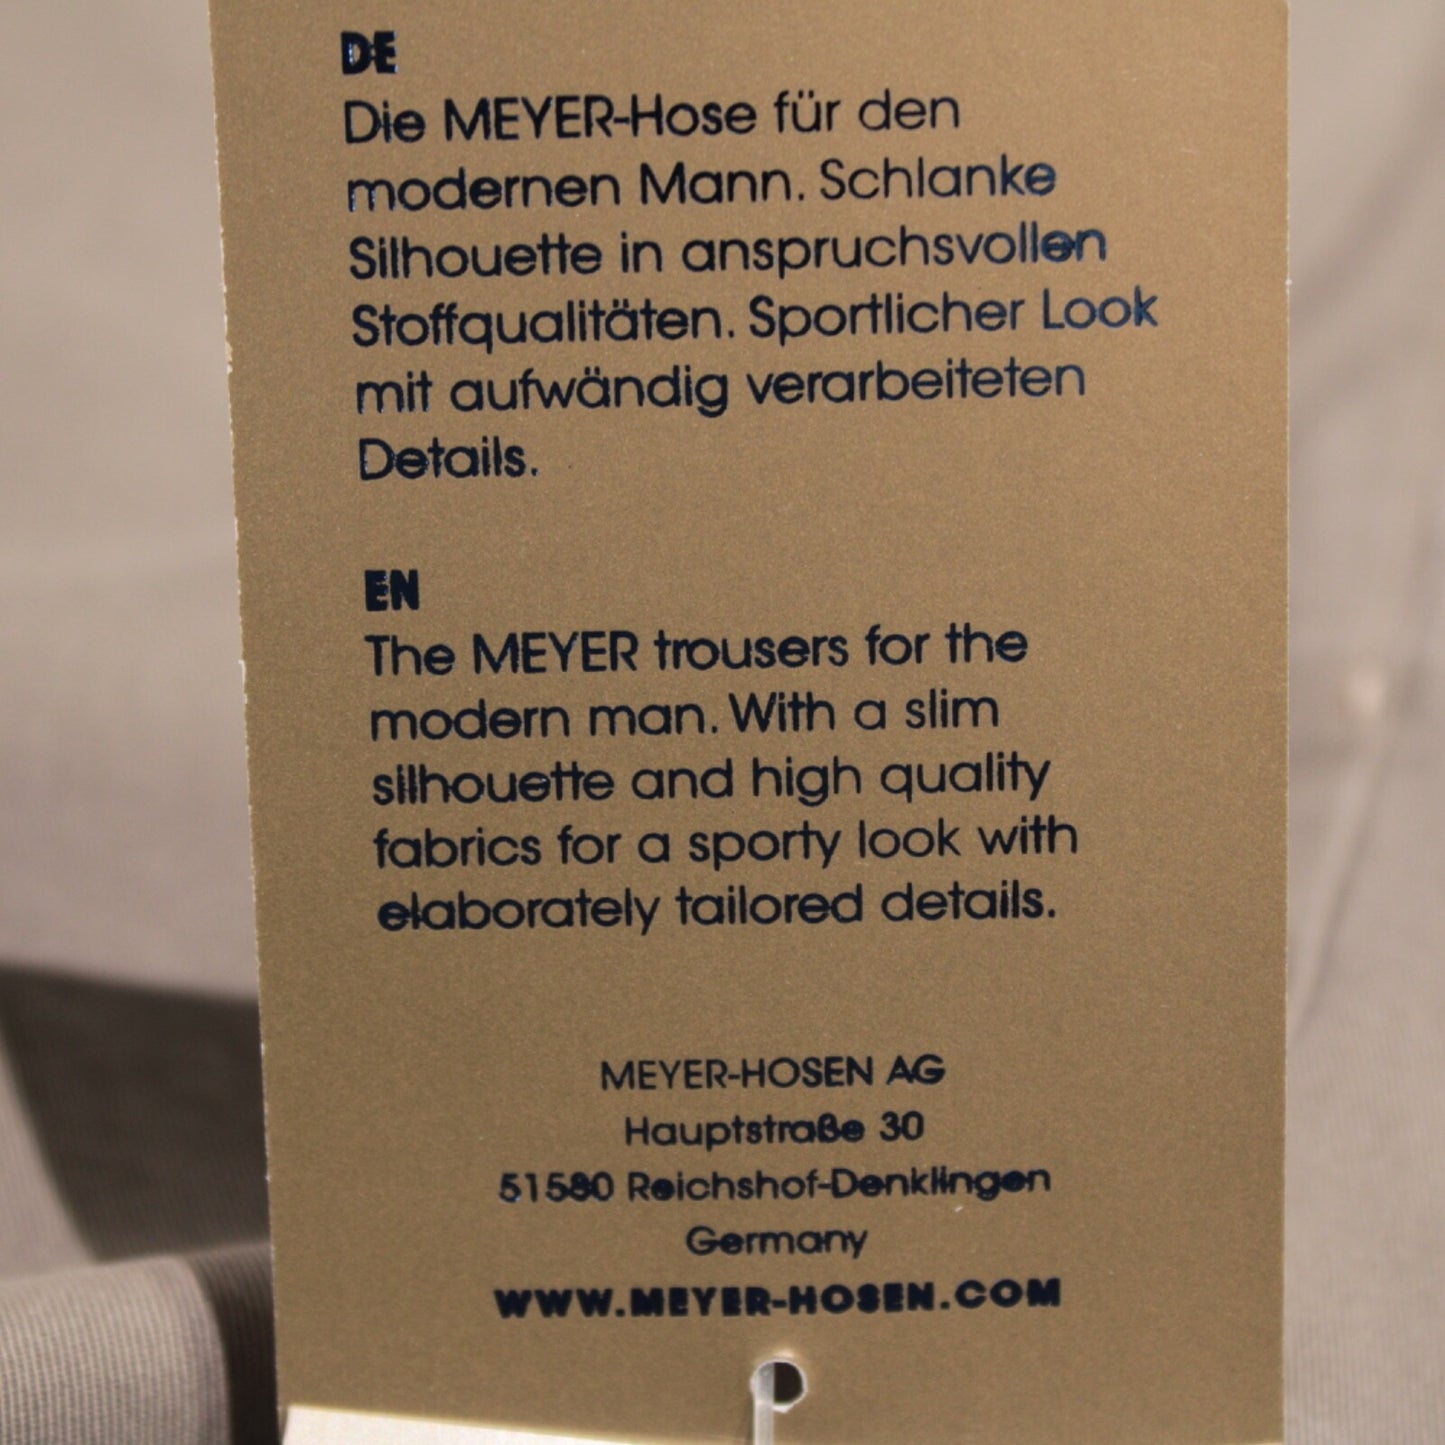 DE
Die MEYER-Hose für den
modernen Mann. Schlanke
Silhouette in anspruchsvollen
Stoffqualitäten. Sportlicher Look
mit aufwändig verarbeiteten
Details.
EN
The MEYER trousers for the
modern man. With a slim
silhouette and high quality
fabrics for a sporty look with
elaborately tailored details.
MEYER-HOSEN AG
Hauptstraße 30
51580 Reichshof-Denklingen
Germany
WWW.MEYER-HOSEN.COM